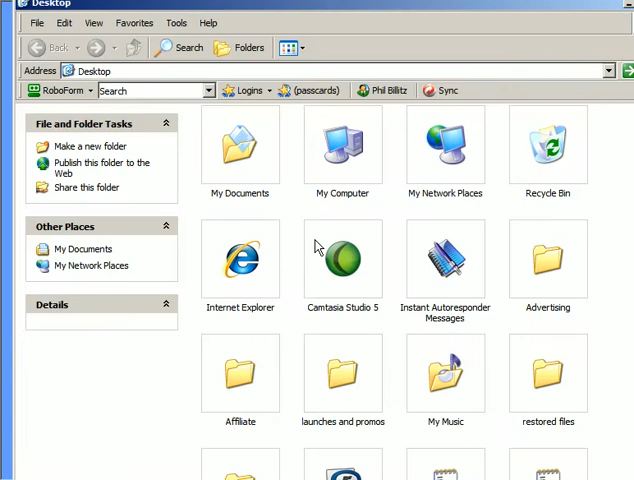 Desktop
File Edit View Favorites Tools Help
Back Search Folders
Address Desktop
RoboForm Search Logins (passcards) Phil Billitz Sync
File and Folder Tasks
Make a new folder
Publish this folder to the
Web
Share this folder
Other Places
My Documents
My Network Places
Details
My Documents My Computer My Network Places Recycle Bin
Internet Explorer Camtasia Studio 5 Instant Autoresponder Advertising
Messages
Affiliate launches and promos My Music restored files